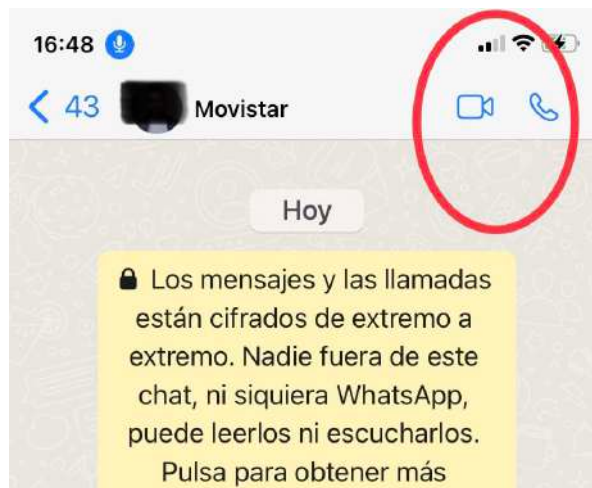 16:48
43 Movistar
Hoy
Los mensajes y las llamadas
están cifrados de extremo a
extremo. Nadie fuera de este
chat, ni siquiera WhatsApp,
puede leerlos ni escucharlos.
Pulsa para obtener más